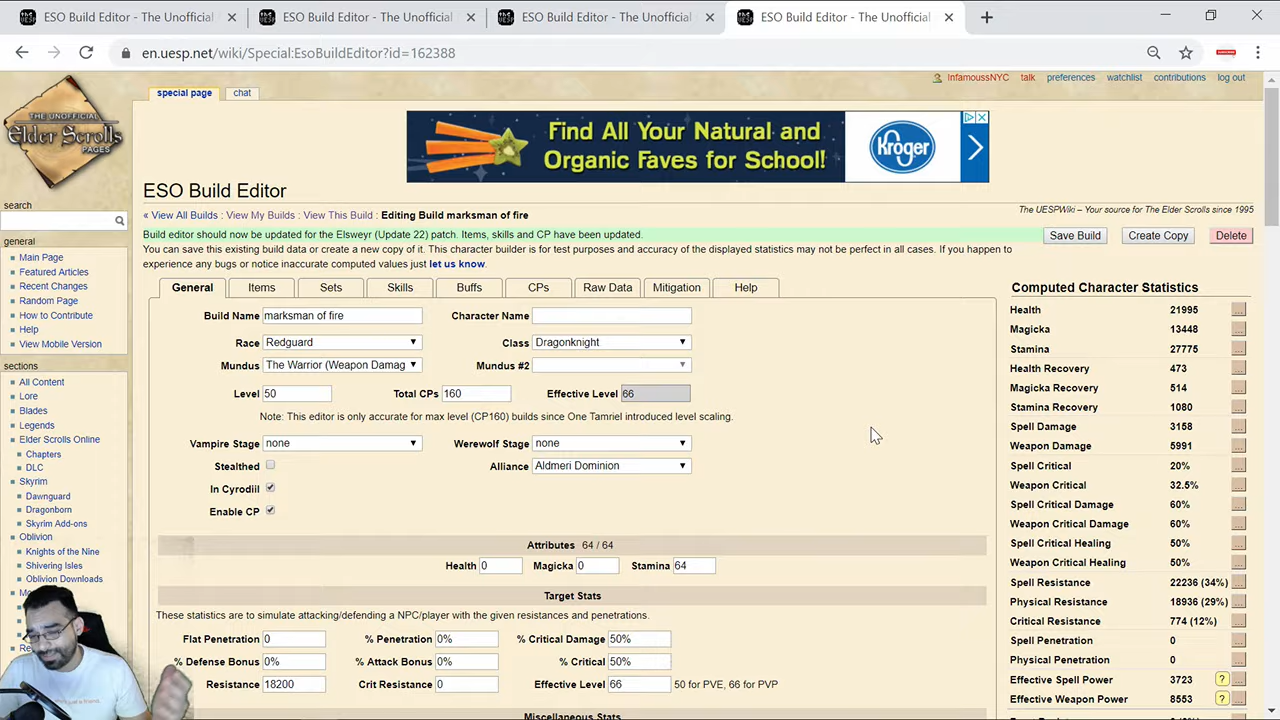 ESO Build Editor - The Unofficial
ESO Build Editor - The Unofficial
ESO Build Editor - The Unofficial
ESO Build Editor - The Unofficial
en.uesp.net/wiki/Special:EsoBuildEditor?id=162388
InfamoussNYC talk preferences watchlist contributions log out
special page chat
THE UNOFFICIAL
Elder Scrolls
PAGES
Find All Your Natural and
Organic Faves for School!
Kroger
ESO Build Editor
The UESPWiki – Your source for The Elder Scrolls since 1995
« View All Builds : View My Builds : View This Build : Editing Build marksman of fire
Build editor should now be updated for the Elsweyr (Update 22) patch. Items, skills and CP have been updated.
You can save this existing build data or create a new copy of it. This character builder is for test purposes and accuracy of the displayed statistics may not be perfect in all cases. If you happen to
experience any bugs or notice inaccurate computed values just let us know.
Save Build Create Copy Delete
search
general
Main Page
Featured Articles
Recent Changes
Random Page
How to Contribute
Help
View Mobile Version
sections
All Content
Lore
Blades
Legends
Elder Scrolls Online
Chapters
DLC
Skyrim
Dawnguard
Dragonborn
Skyrim Add-ons
Oblivion
Knights of the Nine
Shivering Isles
Oblivion Downloads
General Items Sets Skills Buffs CPs Raw Data Mitigation Help
Build Name marksman of fire Character Name
Race Redguard Class Dragonknight
Mundus The Warrior (Weapon Damag Mundus #2
Level 50 Total CPs 160 Effective Level 66
Note: This editor is only accurate for max level (CP160) builds since One Tamriel introduced level scaling.
Vampire Stage none Werewolf Stage none
Stealthed Alliance Aldmeri Dominion
In Cyrodiil
Enable CP
Attributes 64 / 64
Health 0 Magicka 0 Stamina 64
Target Stats
These statistics are to simulate attacking/defending a NPC/player with the given resistances and penetrations.
Flat Penetration 0 % Penetration 0% % Critical Damage 50%
% Defense Bonus 0% % Attack Bonus 0% % Critical 50%
Resistance 18200 Crit Resistance 0 Effective Level 66 50 for PVE, 66 for PVP
Miscellaneous Stats
Computed Character Statistics
Health 21995 ...
Magicka 13448 ...
Stamina 27775 ...
Health Recovery 473 ...
Magicka Recovery 514 ...
Stamina Recovery 1080 ...
Spell Damage 3158 ...
Weapon Damage 5991 ...
Spell Critical 20% ...
Weapon Critical 32.5% ...
Spell Critical Damage 60% ...
Weapon Critical Damage 60% ...
Spell Critical Healing 50% ...
Weapon Critical Healing 50% ...
Spell Resistance 22236 (34%) ...
Physical Resistance 18936 (29%) ...
Critical Resistance 774 (12%) ...
Spell Penetration 0 ...
Physical Penetration 0 ...
Effective Spell Power 3723 ? ...
Effective Weapon Power 8553 ? ...